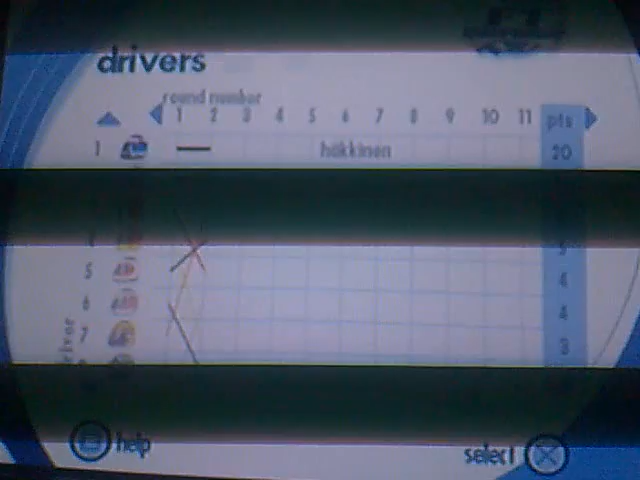 drivers
round number
1 2 3 4 5 6 7 8 9 10 11 pts
1 häkkinen 20
5 4
6 4
7 3
help select